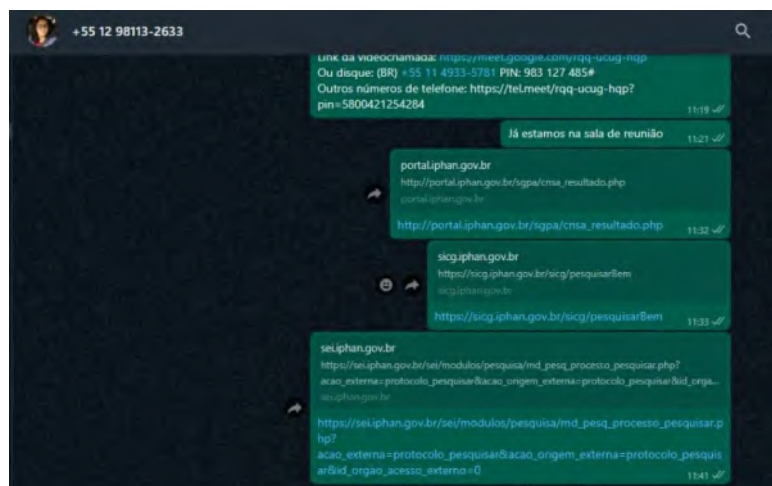 +55 12 98113-2633
Link da videochamada: https://meet.google.com/rqq-ucug-hqp
Ou disque: (BR) +55 11 4933-5781 PIN: 983 127 485#
Outros números de telefone: https://tel.meet/rqq-ucug-hqp?
pin=5800421254284
11:19
Já estamos na sala de reunião
11:21
portal.iphan.gov.br
http://portal.iphan.gov.br/sgpa/cnsa_resultado.php
portal.iphan.gov.br
http://portal.iphan.gov.br/sgpa/cnsa_resultado.php
11:32
sicg.iphan.gov.br
https://sicg.iphan.gov.br/sicg/pesquisarBem
sicg.iphan.gov.br
https://sicg.iphan.gov.br/sicg/pesquisarBem
11:33
sei.iphan.gov.br
https://sei.iphan.gov.br/sei/modulos/pesquisa/md_pesq_processo_pesquisar.php?
acao_externa=protocolo_pesquisar&acao_origem_externa=protocolo_pesquisar&id_orga...
sei.iphan.gov.br
https://sei.iphan.gov.br/sei/modulos/pesquisa/md_pesq_processo_pesquisar.p
hp?
acao_externa=protocolo_pesquisar&acao_origem_externa=protocolo_pesquis
ar&id_orgao_acesso_externo=0
11:41